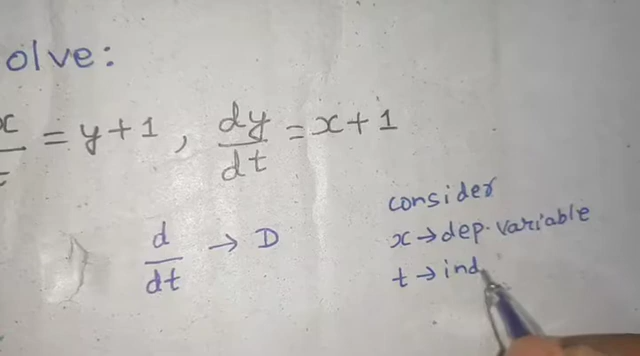 olve:
x/t = y+1, dy/dt = x+1
d/dt → D
consider
x → dep. variable
t → ind